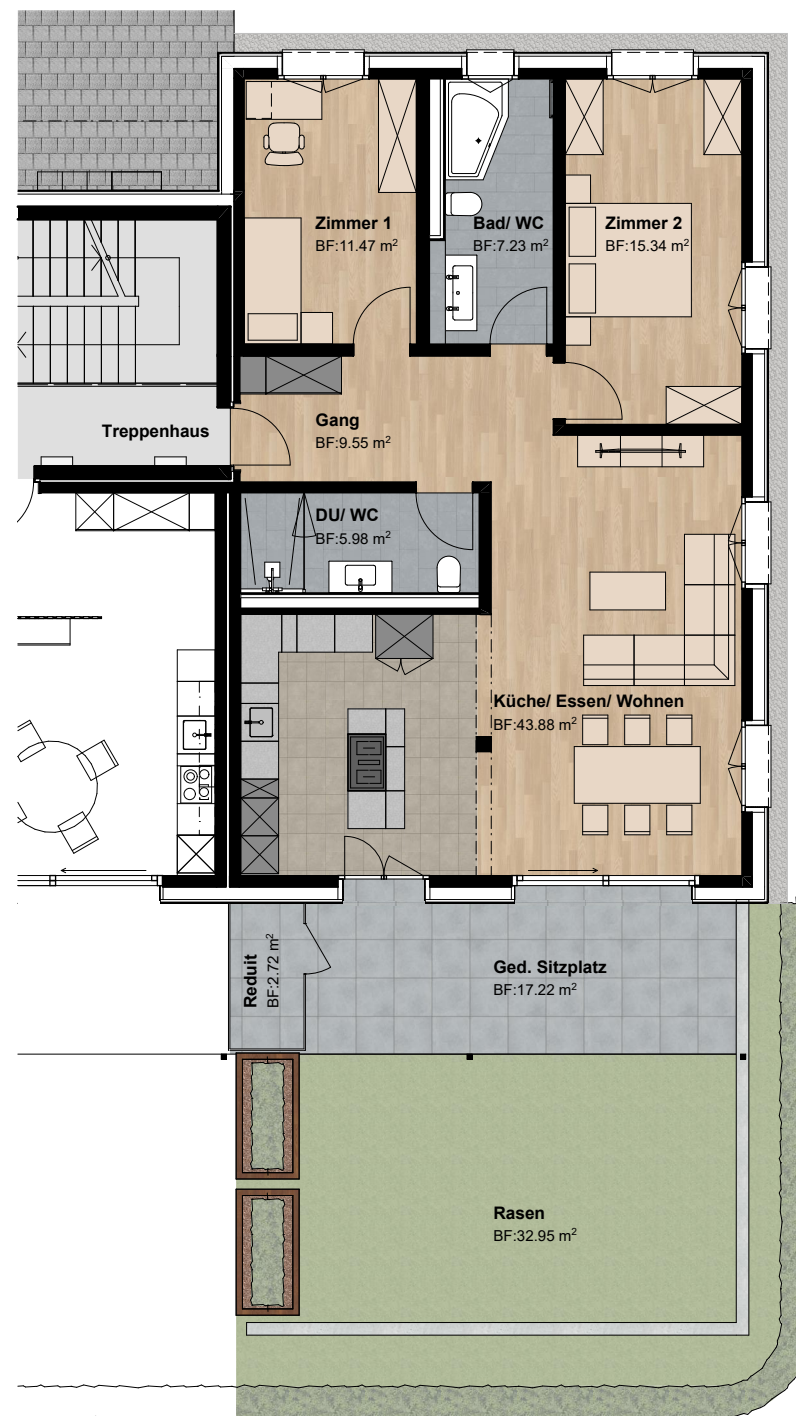 Zimmer 1
BF:11.47 m²
Bad/ WC
BF:7.23 m²
Zimmer 2
BF:15.34 m²
Treppenhaus
Gang
BF:9.55 m²
DU/ WC
BF:5.98 m²
Küche/ Essen/ Wohnen
BF:43.88 m²
Reduit
BF:2.72 m²
Ged. Sitzplatz
BF:17.22 m²
Rasen
BF:32.95 m²